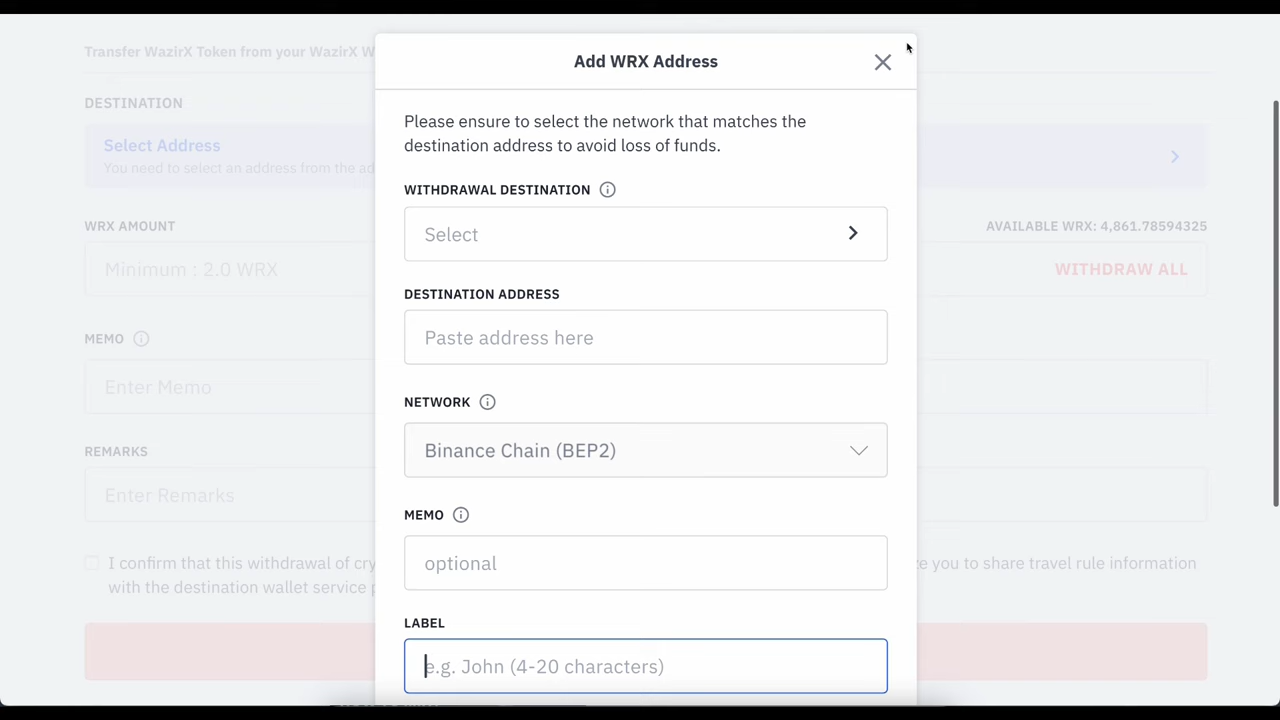 Add WRX Address
Transfer WazirX Token from your WazirX W
DESTINATION
Select Address
You need to select an address from the ad
WRX AMOUNT
AVAILABLE WRX: 4,861.78594325
Minimum : 2.0 WRX
WITHDRAW ALL
MEMO
Enter Memo
REMARKS
Enter Remarks
I confirm that this withdrawal of cry
ze you to share travel rule information
with the destination wallet service p
Please ensure to select the network that matches the
destination address to avoid loss of funds.
WITHDRAWAL DESTINATION
Select
DESTINATION ADDRESS
Paste address here
NETWORK
Binance Chain (BEP2)
MEMO
optional
LABEL
e.g. John (4-20 characters)